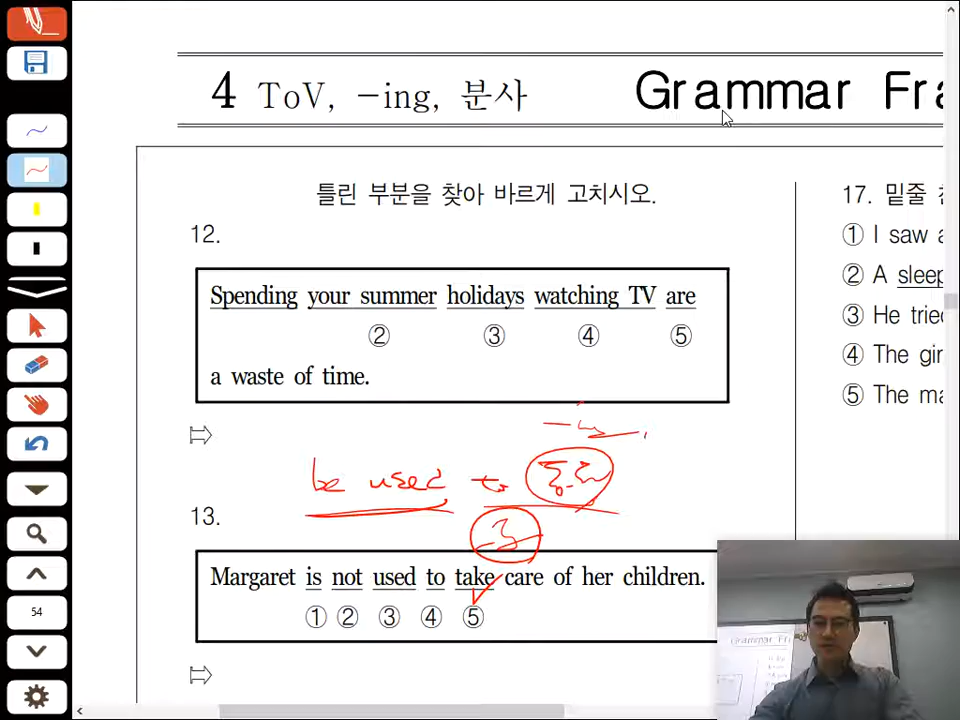 4 ToV, -ing, 분사
Grammar Fra
틀린 부분을 찾아 바르게 고치시오.
12.
Spending your summer holidays watching TV are
② ③ ④ ⑤
a waste of time.
⇨
be used to
13.
Margaret is not used to take care of her children.
① ② ③ ④ ⑤
⇨
17. 밑줄
① I saw a
② A sleep
③ He tried
④ The gir
⑤ The ma
54
Grammar Fra